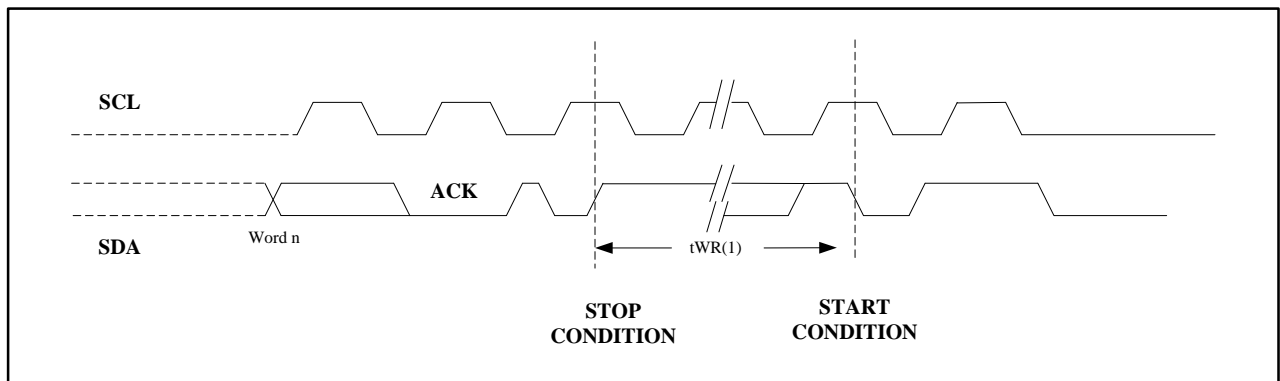 SCL
ACK
SDA
Word n
tWR(1)
STOP
CONDITION
START
CONDITION